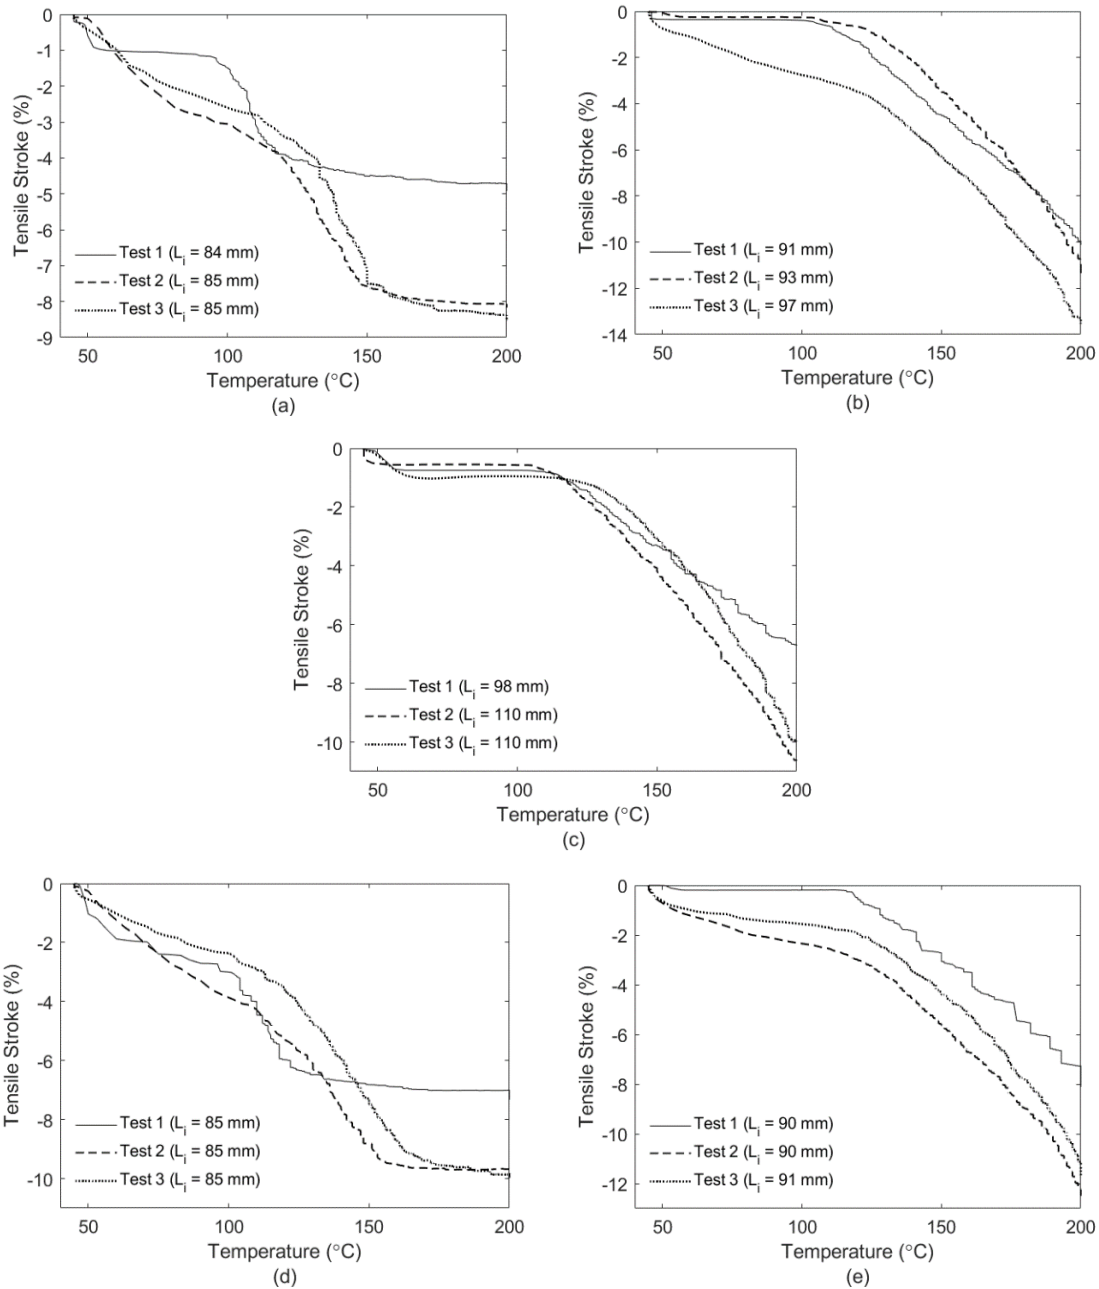 0
-1
-2
-3
-4
-5
-6
-7
-8
-9
Tensile Stroke (%)
Test 1 (Li = 84 mm)
Test 2 (Li = 85 mm)
Test 3 (Li = 85 mm)
50 100 150 200
Temperature (°C)
(a)
0
-2
-4
-6
-8
-10
-12
-14
Tensile Stroke (%)
Test 1 (Li = 91 mm)
Test 2 (Li = 93 mm)
Test 3 (Li = 97 mm)
50 100 150 200
Temperature (°C)
(b)
0
-2
-4
-6
-8
-10
Tensile Stroke (%)
Test 1 (Li = 98 mm)
Test 2 (Li = 110 mm)
Test 3 (Li = 110 mm)
50 100 150 200
Temperature (°C)
(c)
0
-2
-4
-6
-8
-10
Tensile Stroke (%)
Test 1 (Li = 85 mm)
Test 2 (Li = 85 mm)
Test 3 (Li = 85 mm)
50 100 150 200
Temperature (°C)
(d)
0
-2
-4
-6
-8
-10
-12
Tensile Stroke (%)
Test 1 (Li = 90 mm)
Test 2 (Li = 90 mm)
Test 3 (Li = 91 mm)
50 100 150 200
Temperature (°C)
(e)